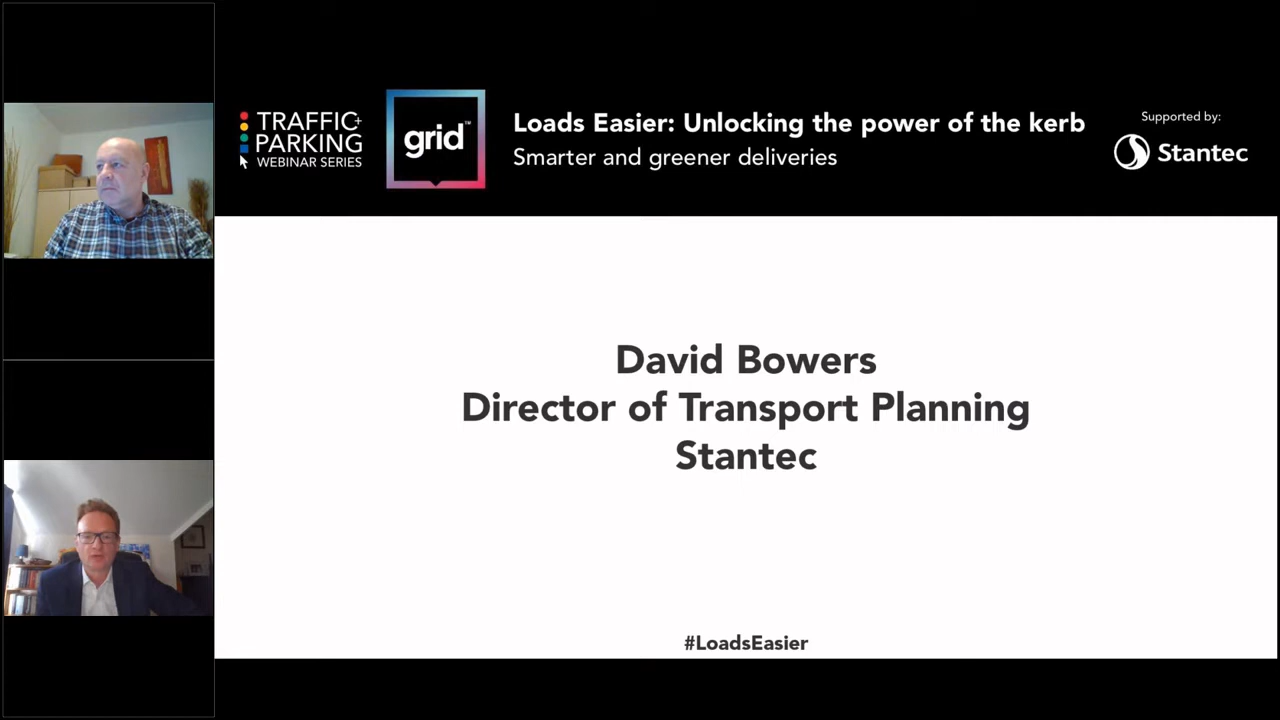 TRAFFIC+
PARKING
WEBINAR SERIES
grid™
Loads Easier: Unlocking the power of the kerb
Smarter and greener deliveries
Supported by:
Stantec
David Bowers
Director of Transport Planning
Stantec
#LoadsEasier